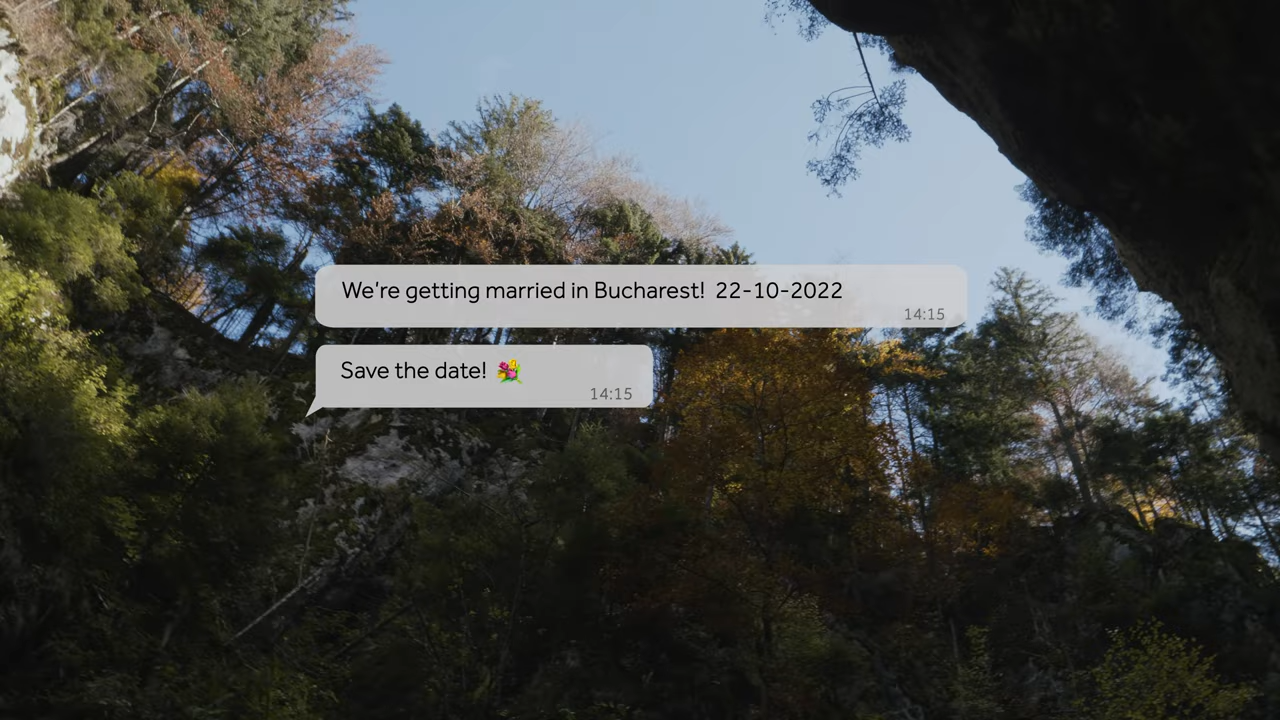 We're getting married in Bucharest! 22-10-2022
14:15
Save the date! 💐
14:15